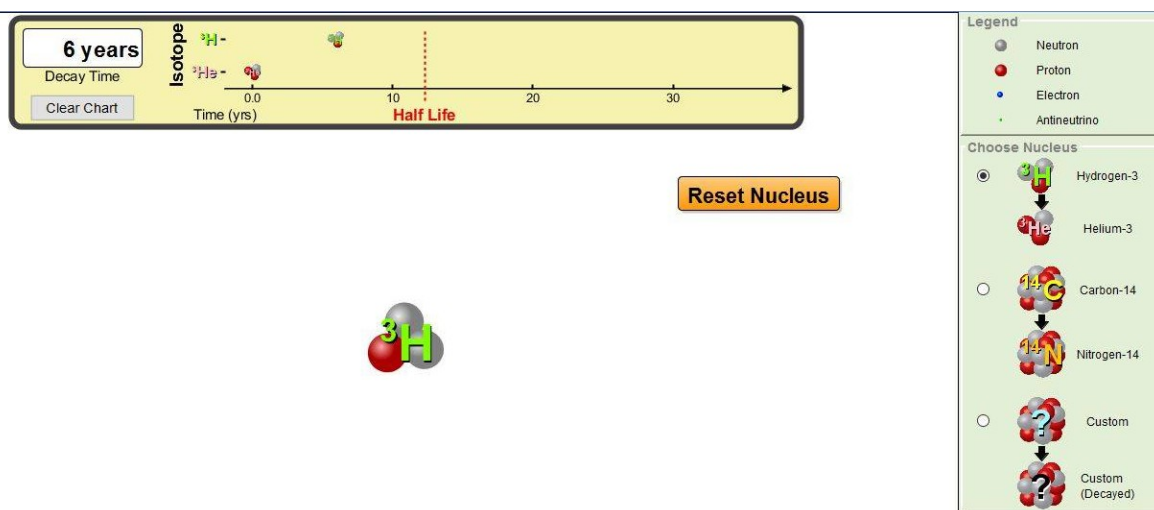 6 years
Decay Time
Clear Chart
Isotope
³H
³He
0.0 10 20 30
Time (yrs) Half Life
Reset Nucleus
³H
Legend
Neutron
Proton
Electron
Antineutrino
Choose Nucleus
³H Hydrogen-3
³He Helium-3
¹⁴C Carbon-14
¹⁴N Nitrogen-14
? Custom
? Custom
(Decayed)